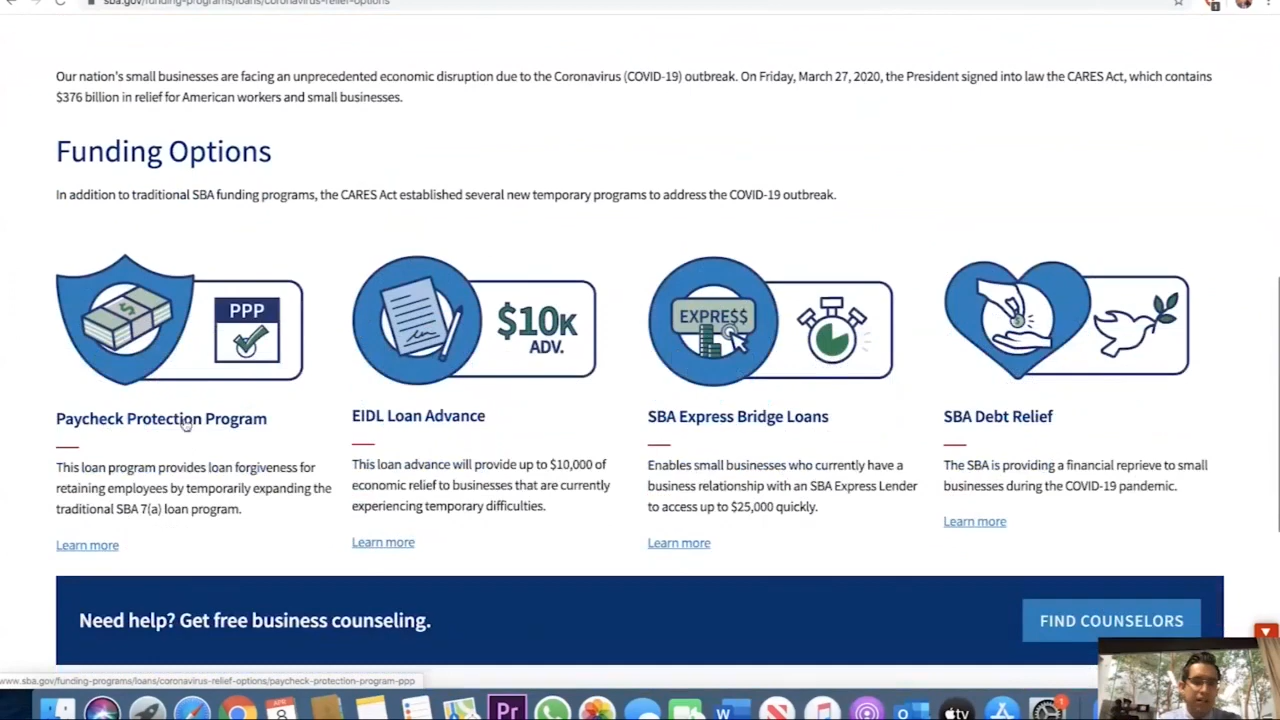 sba.gov/funding-programs/loans/coronavirus-relief-options
Our nation's small businesses are facing an unprecedented economic disruption due to the Coronavirus (COVID-19) outbreak. On Friday, March 27, 2020, the President signed into law the CARES Act, which contains
$376 billion in relief for American workers and small businesses.
Funding Options
In addition to traditional SBA funding programs, the CARES Act established several new temporary programs to address the COVID-19 outbreak.
PPP
$10K
ADV.
EXPRE$$
Paycheck Protection Program
This loan program provides loan forgiveness for
retaining employees by temporarily expanding the
traditional SBA 7(a) loan program.
Learn more
EIDL Loan Advance
This loan advance will provide up to $10,000 of
economic relief to businesses that are currently
experiencing temporary difficulties.
Learn more
SBA Express Bridge Loans
Enables small businesses who currently have a
business relationship with an SBA Express Lender
to access up to $25,000 quickly.
Learn more
SBA Debt Relief
The SBA is providing a financial reprieve to small
businesses during the COVID-19 pandemic.
Learn more
Need help? Get free business counseling.
FIND COUNSELORS
www.sba.gov/funding-programs/loans/coronavirus-relief-options/paycheck-protection-program-ppp
APR
8
Pr
W
tv
1